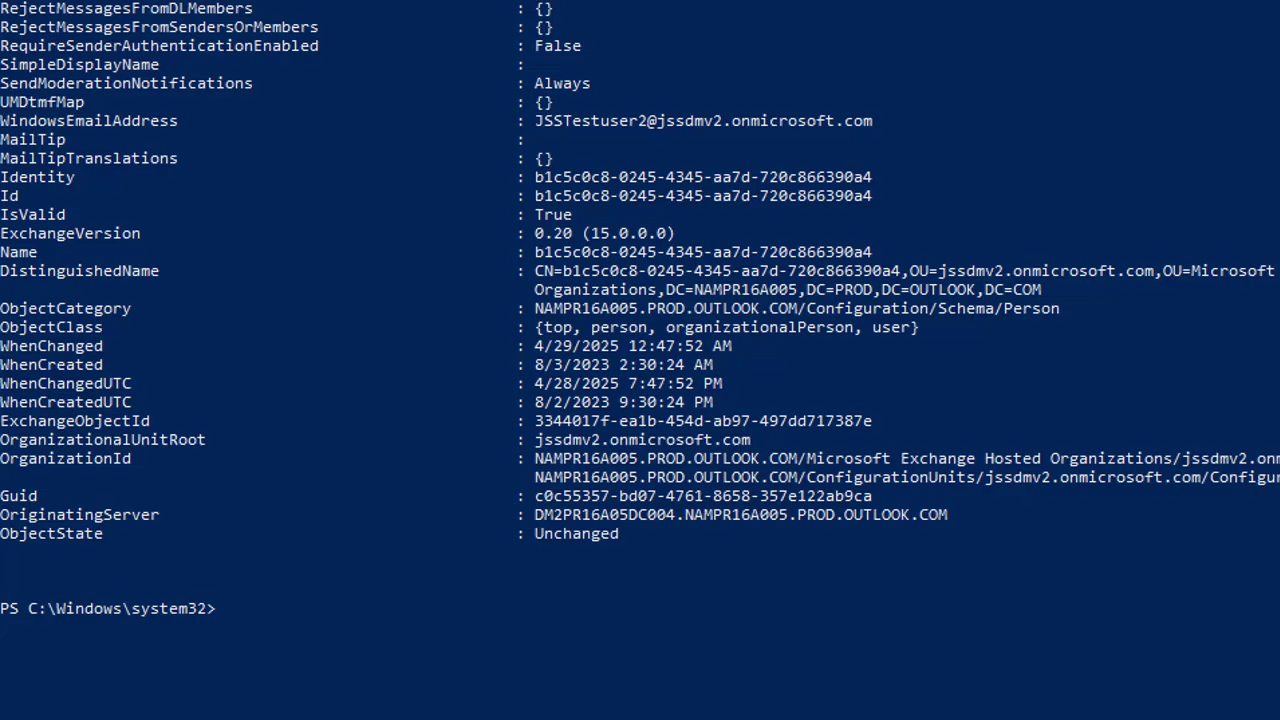 RejectMessagesFromDLMembers : {}
RejectMessagesFromSendersOrMembers : {}
RequireSenderAuthenticationEnabled : False
SimpleDisplayName :
SendModerationNotifications : Always
UMDtmfMap : {}
WindowsEmailAddress : JSSTestuser2@jssdmv2.onmicrosoft.com
MailTip :
MailTipTranslations : {}
Identity : b1c5c0c8-0245-4345-aa7d-720c866390a4
Id : b1c5c0c8-0245-4345-aa7d-720c866390a4
IsValid : True
ExchangeVersion : 0.20 (15.0.0.0)
Name : b1c5c0c8-0245-4345-aa7d-720c866390a4
DistinguishedName : CN=b1c5c0c8-0245-4345-aa7d-720c866390a4,OU=jssdmv2.onmicrosoft.com,OU=Microsoft
Organizations,DC=NAMPR16A005,DC=PROD,DC=OUTLOOK,DC=COM
ObjectCategory : NAMPR16A005.PROD.OUTLOOK.COM/Configuration/Schema/Person
ObjectClass : {top, person, organizationalPerson, user}
WhenChanged : 4/29/2025 12:47:52 AM
WhenCreated : 8/3/2023 2:30:24 AM
WhenChangedUTC : 4/28/2025 7:47:52 PM
WhenCreatedUTC : 8/2/2023 9:30:24 PM
ExchangeObjectId : 3344017f-ea1b-454d-ab97-497dd717387e
OrganizationalUnitRoot : jssdmv2.onmicrosoft.com
OrganizationId : NAMPR16A005.PROD.OUTLOOK.COM/Microsoft Exchange Hosted Organizations/jssdmv2.onm
NAMPR16A005.PROD.OUTLOOK.COM/ConfigurationUnits/jssdmv2.onmicrosoft.com/Configur
Guid : c0c55357-bd07-4761-8658-357e122ab9ca
OriginatingServer : DM2PR16A05DC004.NAMPR16A005.PROD.OUTLOOK.COM
ObjectState : Unchanged
PS C:\Windows\system32>